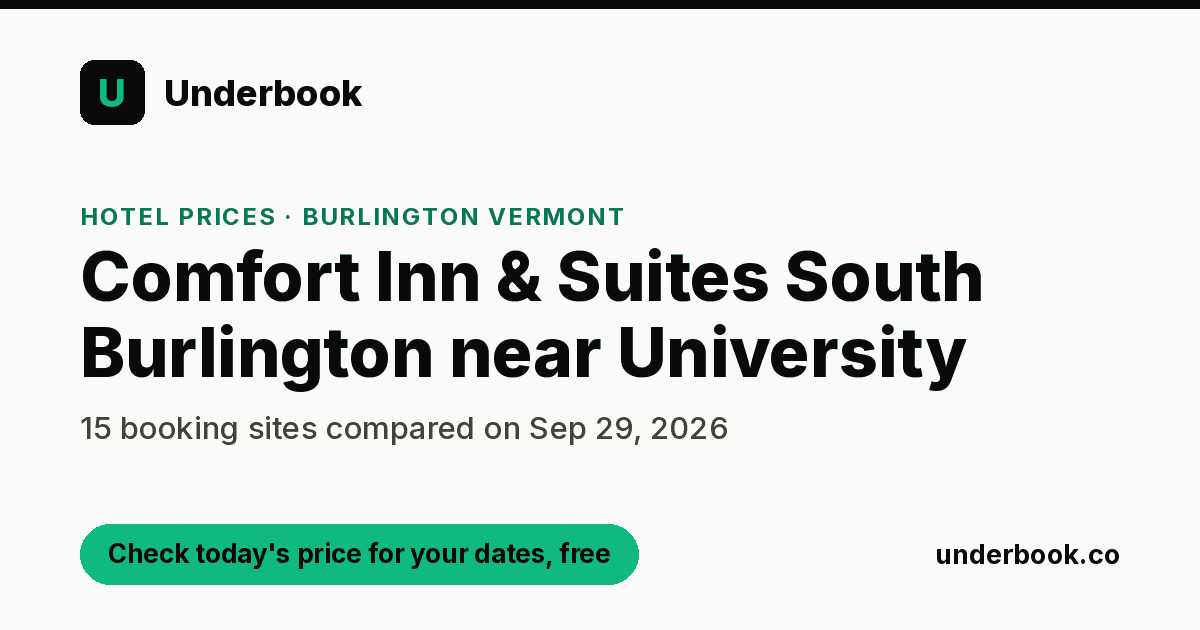 U
Underbook
HOTEL PRICES · BURLINGTON VERMONT
Comfort Inn & Suites South
Burlington near University
15 booking sites compared on Sep 29, 2026
Check today's price for your dates, free
underbook.co